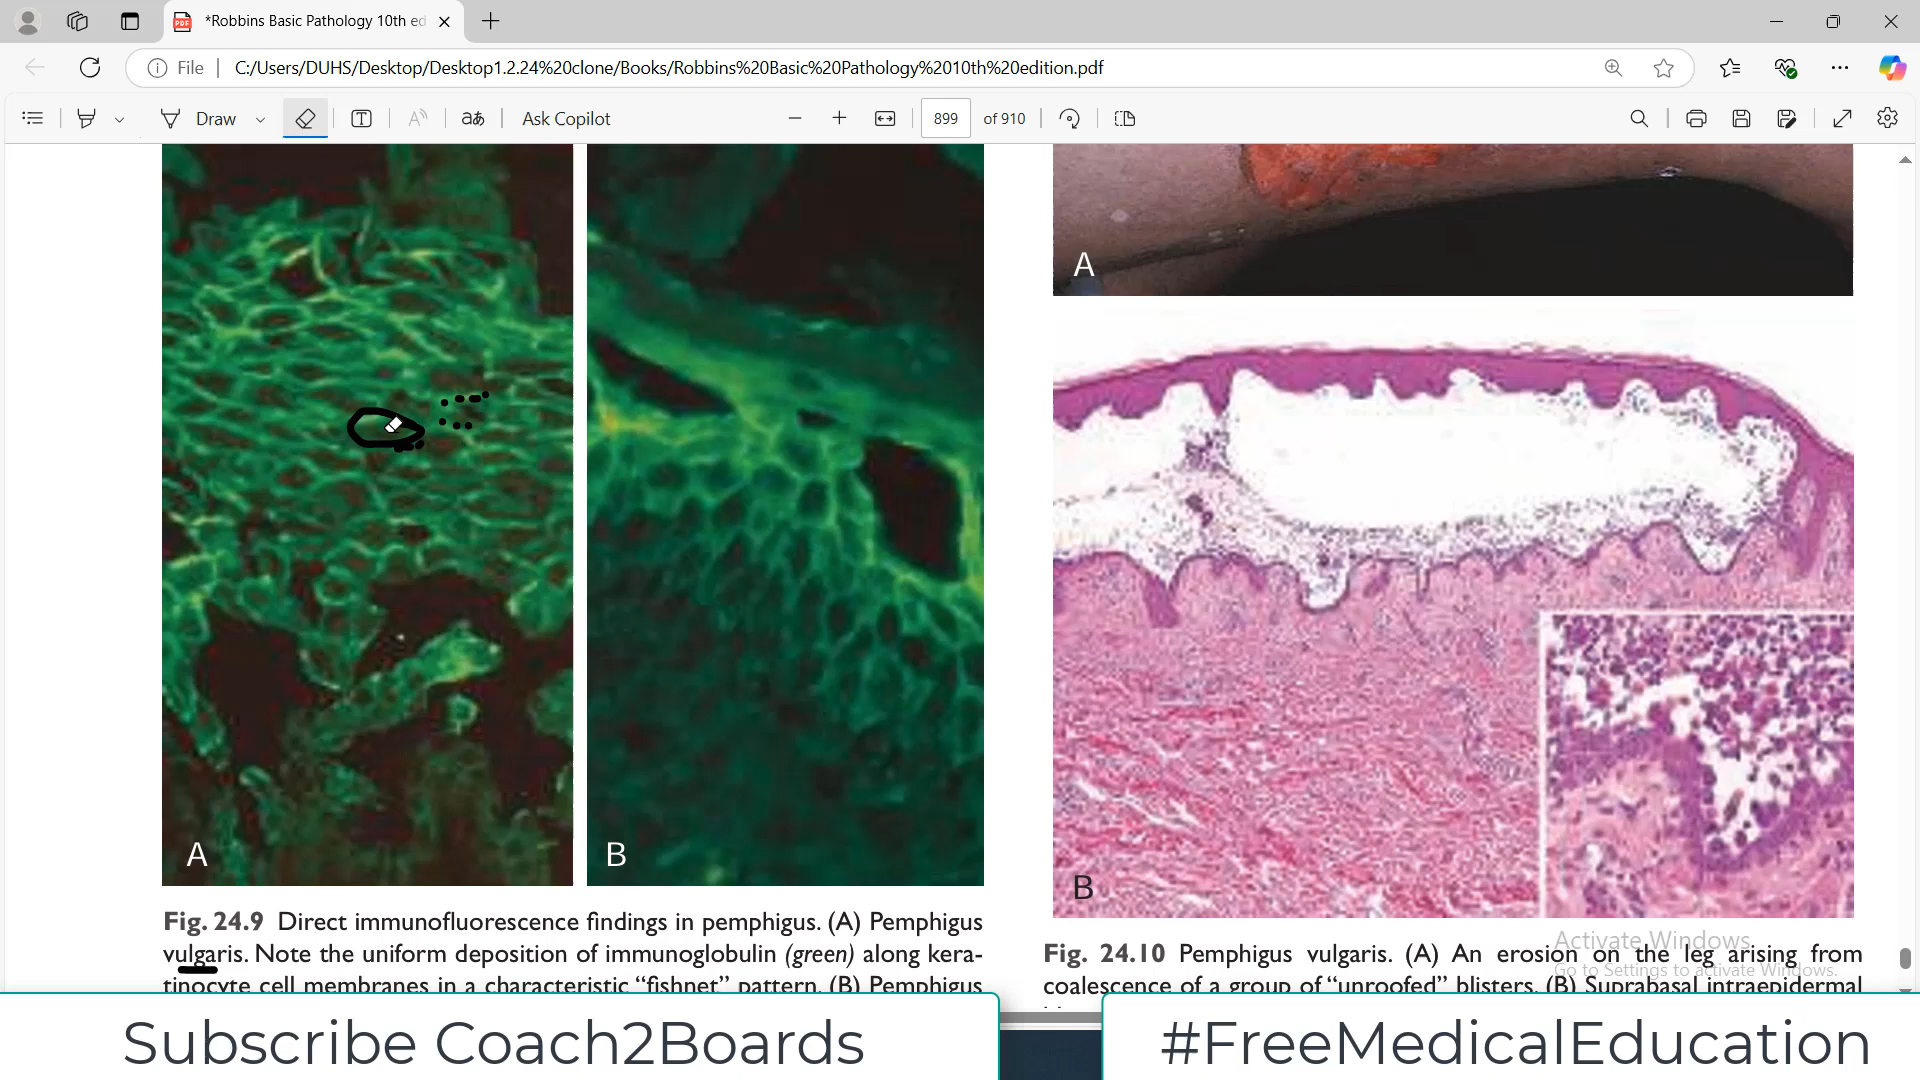 *Robbins Basic Pathology 10th ed
File
C:/Users/DUHS/Desktop/Desktop1.2.24%20clone/Books/Robbins%20Basic%20Pathology%2010th%20edition.pdf
Draw
Ask Copilot
899
of 910
A
A
B
B
Fig. 24.9 Direct immunofluorescence findings in pemphigus. (A) Pemphigus
vulgaris. Note the uniform deposition of immunoglobulin (green) along kera-
tinocyte cell membranes in a characteristic “fishnet” pattern. (B) Pemphigus
Fig. 24.10 Pemphigus vulgaris. (A) An erosion on the leg arising from
coalescence of a group of “unroofed” blisters. (B) Suprabasal intraepidermal
Activate Windows
Go to Settings to activate Windows.
Subscribe Coach2Boards
#FreeMedicalEducation